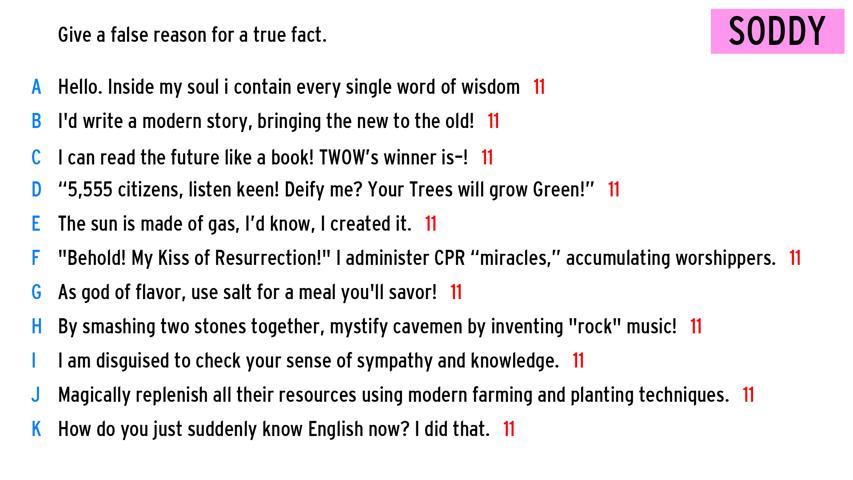 Give a false reason for a true fact.
SODDY
A Hello. Inside my soul i contain every single word of wisdom 11
B I'd write a modern story, bringing the new to the old! 11
C I can read the future like a book! TWOW’s winner is–! 11
D “5,555 citizens, listen keen! Deify me? Your Trees will grow Green!” 11
E The sun is made of gas, I’d know, I created it. 11
F "Behold! My Kiss of Resurrection!" I administer CPR “miracles,” accumulating worshippers. 11
G As god of flavor, use salt for a meal you'll savor! 11
H By smashing two stones together, mystify cavemen by inventing "rock" music! 11
I I am disguised to check your sense of sympathy and knowledge. 11
J Magically replenish all their resources using modern farming and planting techniques. 11
K How do you just suddenly know English now? I did that. 11